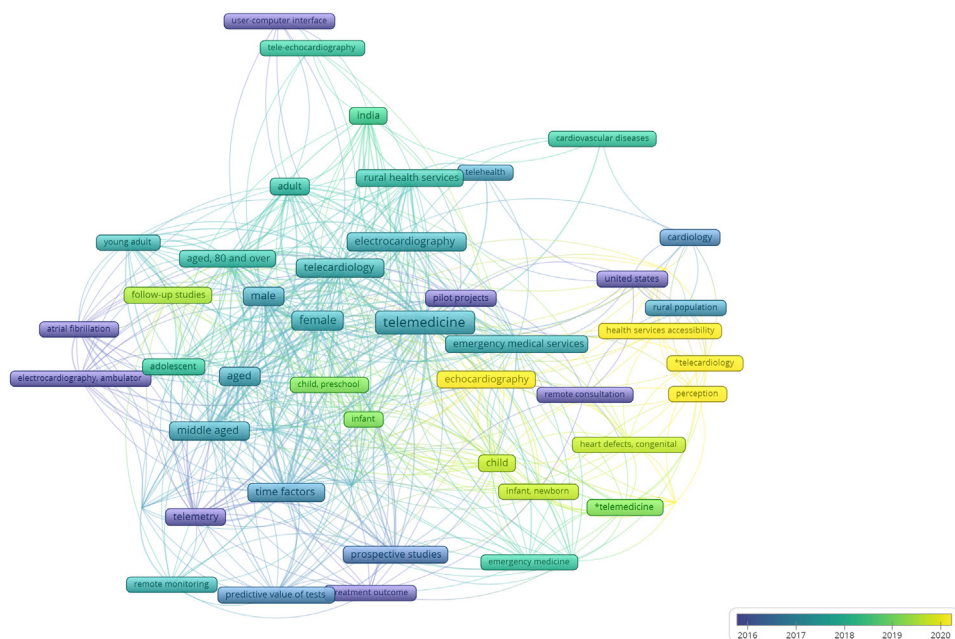 user-computer interface
tele-echocardiography
india
cardiovascular diseases
rural health services
telehealth
adult
cardiology
young adult
electrocardiography
aged, 80 and over
telecardiology
united states
follow-up studies
male
pilot projects
rural population
female
telemedicine
atrial fibrillation
health services accessibility
emergency medical services
adolescent
*telecardiology
electrocardiography, ambulator
aged
child, preschool
echocardiography
remote consultation
perception
infant
middle aged
heart defects, congenital
child
time factors
infant, newborn
*telemedicine
telemetry
prospective studies
emergency medicine
remote monitoring
predictive value of tests
treatment outcome
2016 2017 2018 2019 2020